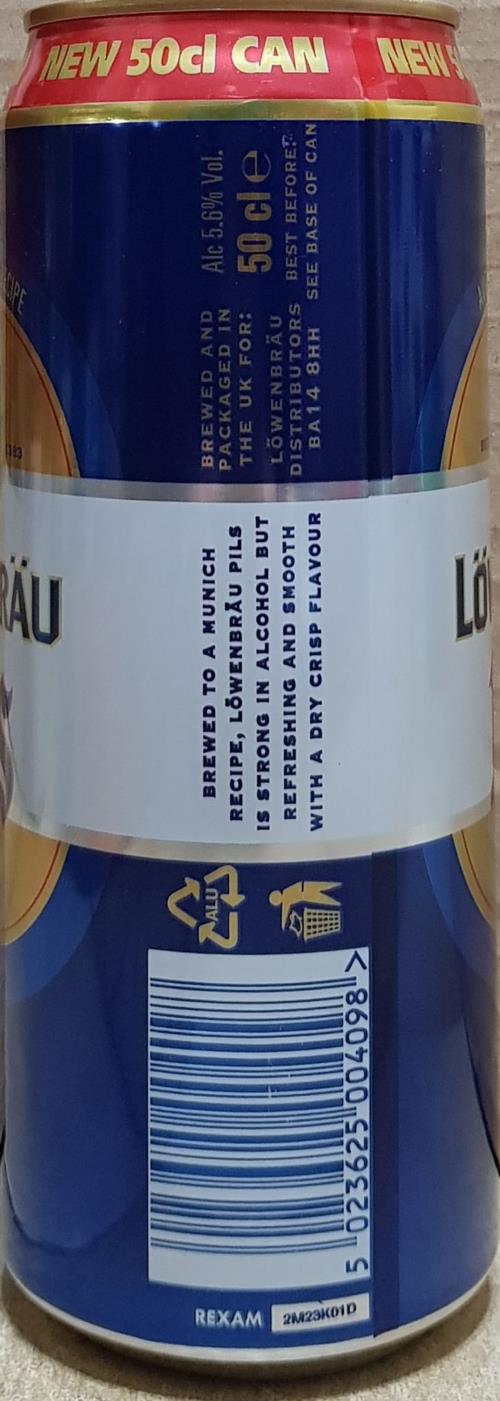 NEW 50cl CAN
NEW 5
CIPE
Alc 5.6% Vol.
50 cl e
BEST BEFORE:
SEE BASE OF CAN
BREWED AND
PACKAGED IN
THE UK FOR:
LÖWENBRÄU
DISTRIBUTORS
BA14 8HH
RÄU
LÖ
BREWED TO A MUNICH
RECIPE, LÖWENBRÄU PILS
IS STRONG IN ALCOHOL BUT
REFRESHING AND SMOOTH
WITH A DRY CRISP FLAVOUR
ALU
5 023625 004098 >
REXAM 2M23K01D